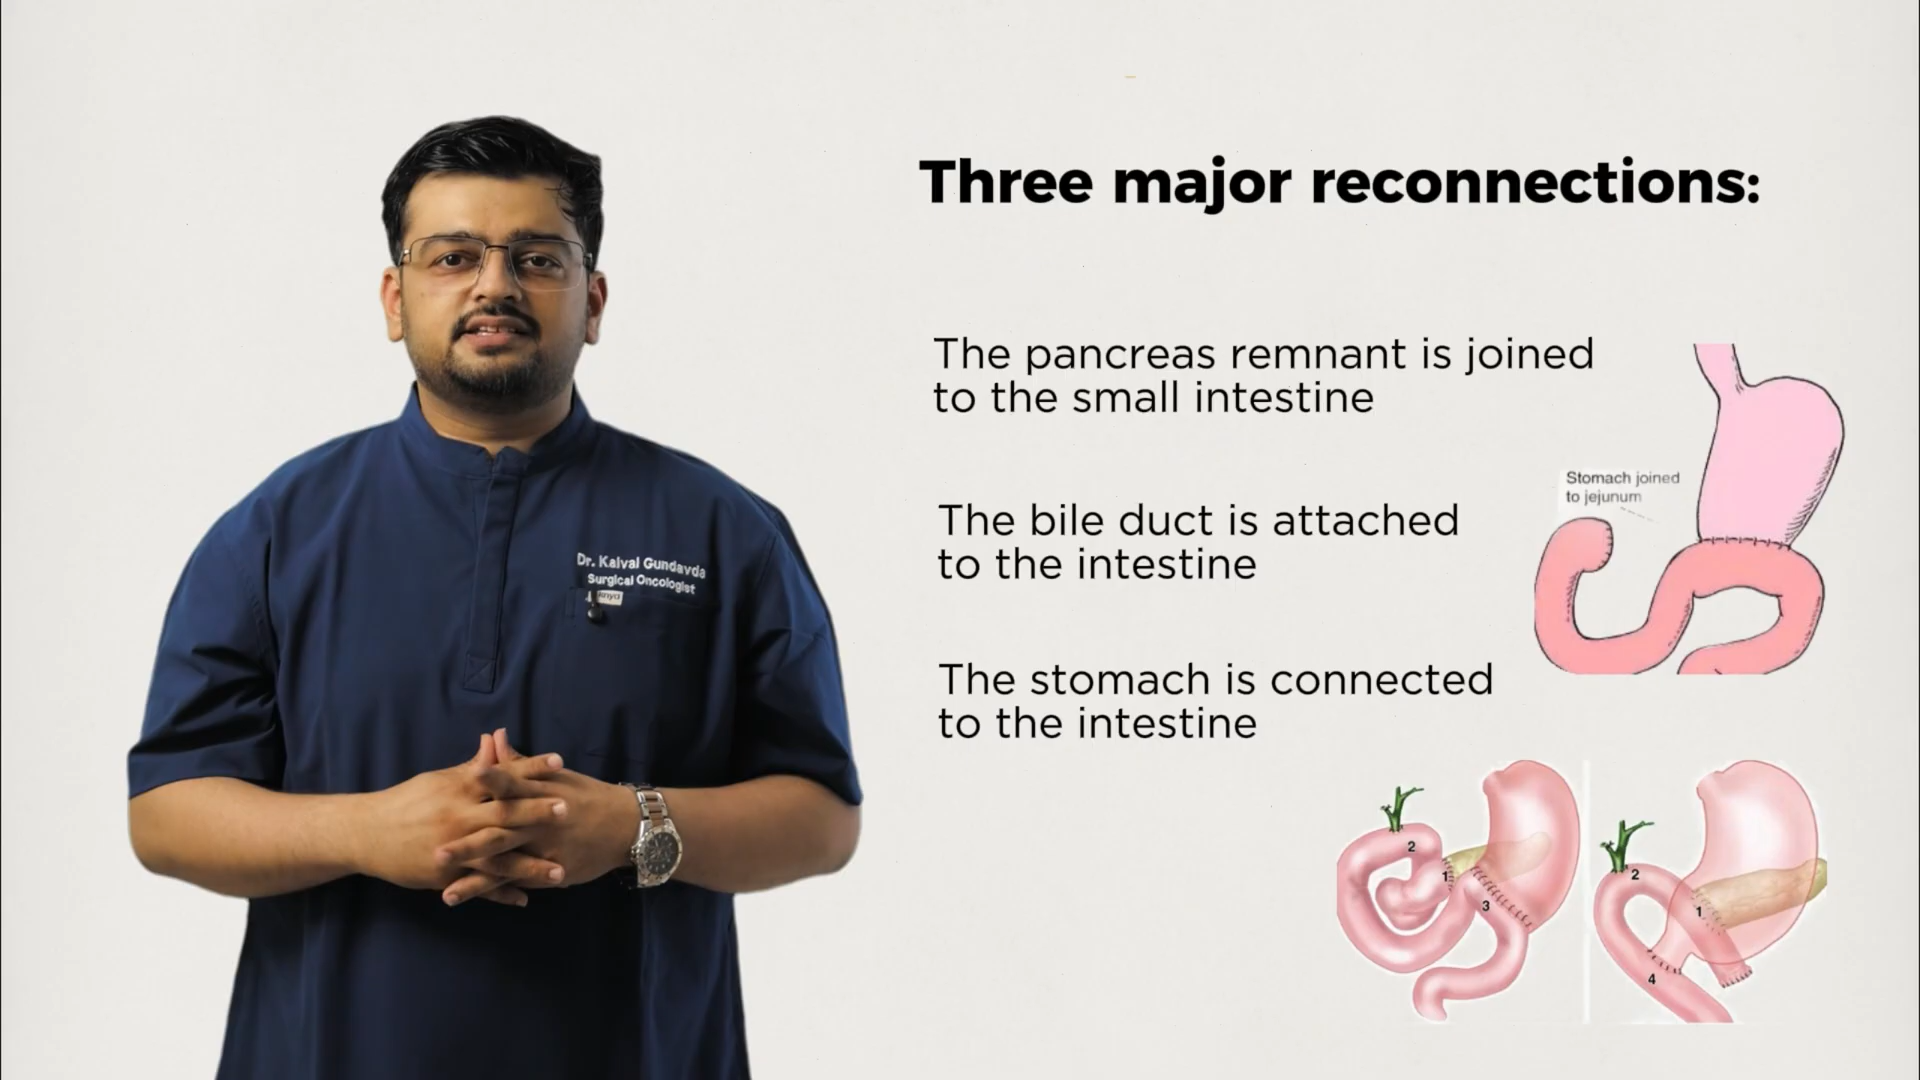 Three major reconnections:
The pancreas remnant is joined
to the small intestine
The bile duct is attached
to the intestine
The stomach is connected
to the intestine
Stomach joined
to jejunum
Dr. Kaival Gundavda
Surgical Oncologist
2
1
3
2
1
4